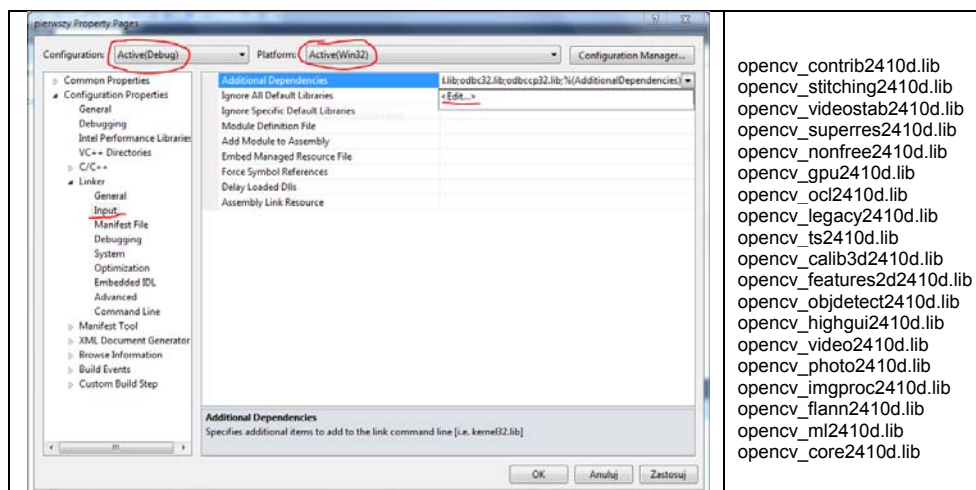 pierwszy Property Pages
Configuration: Active(Debug) Platform: Active(Win32) Configuration Manager...
Common Properties
Configuration Properties
General
Debugging
Intel Performance Libraries
VC++ Directories
C/C++
Linker
General
Input
Manifest File
Debugging
System
Optimization
Embedded IDL
Advanced
Command Line
Manifest Tool
XML Document Generator
Browse Information
Build Events
Custom Build Step
Additional Dependencies l.lib;odbc32.lib;odbccp32.lib;%(AdditionalDependencies)
Ignore All Default Libraries <Edit...>
Ignore Specific Default Libraries
Module Definition File
Add Module to Assembly
Embed Managed Resource File
Force Symbol References
Delay Loaded Dlls
Assembly Link Resource
Additional Dependencies
Specifies additional items to add to the link command line [i.e. kernel32.lib]
OK Anuluj Zastosuj
opencv_contrib2410d.lib
opencv_stitching2410d.lib
opencv_videostab2410d.lib
opencv_superres2410d.lib
opencv_nonfree2410d.lib
opencv_gpu2410d.lib
opencv_ocl2410d.lib
opencv_legacy2410d.lib
opencv_ts2410d.lib
opencv_calib3d2410d.lib
opencv_features2d2410d.lib
opencv_objdetect2410d.lib
opencv_highgui2410d.lib
opencv_video2410d.lib
opencv_photo2410d.lib
opencv_imgproc2410d.lib
opencv_flann2410d.lib
opencv_ml2410d.lib
opencv_core2410d.lib